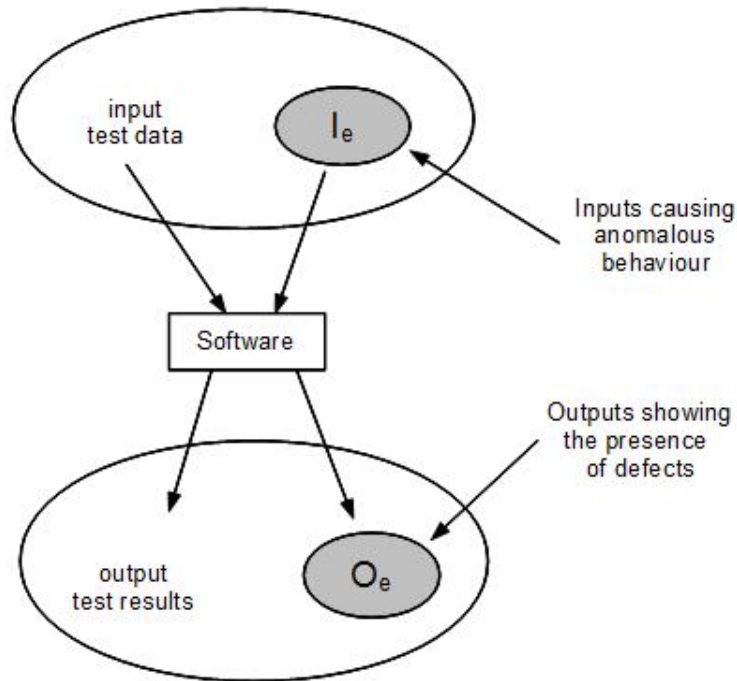 input
test data
Iₑ
Inputs causing
anomalous
behaviour
Software
Outputs showing
the presence
of defects
output
test results
Oₑ